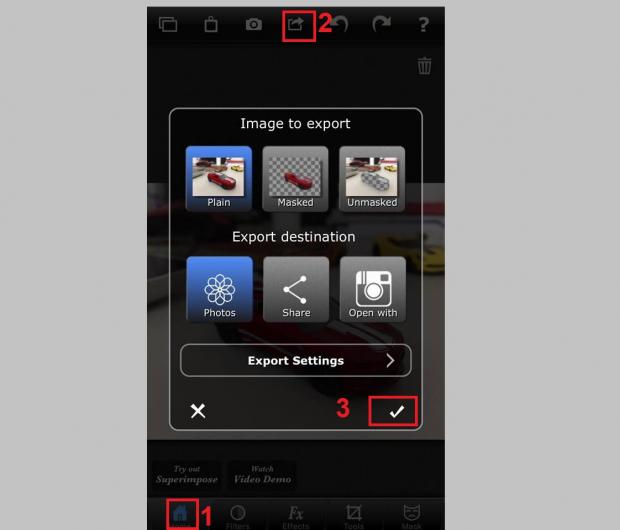 2
?
Image to export
Plain Masked Unmasked
Export destination
Photos Share Open with
Export Settings
3
Try out Watch
Superimpose Video Demo
1
Fx
Home Filters Effects Tools Mask